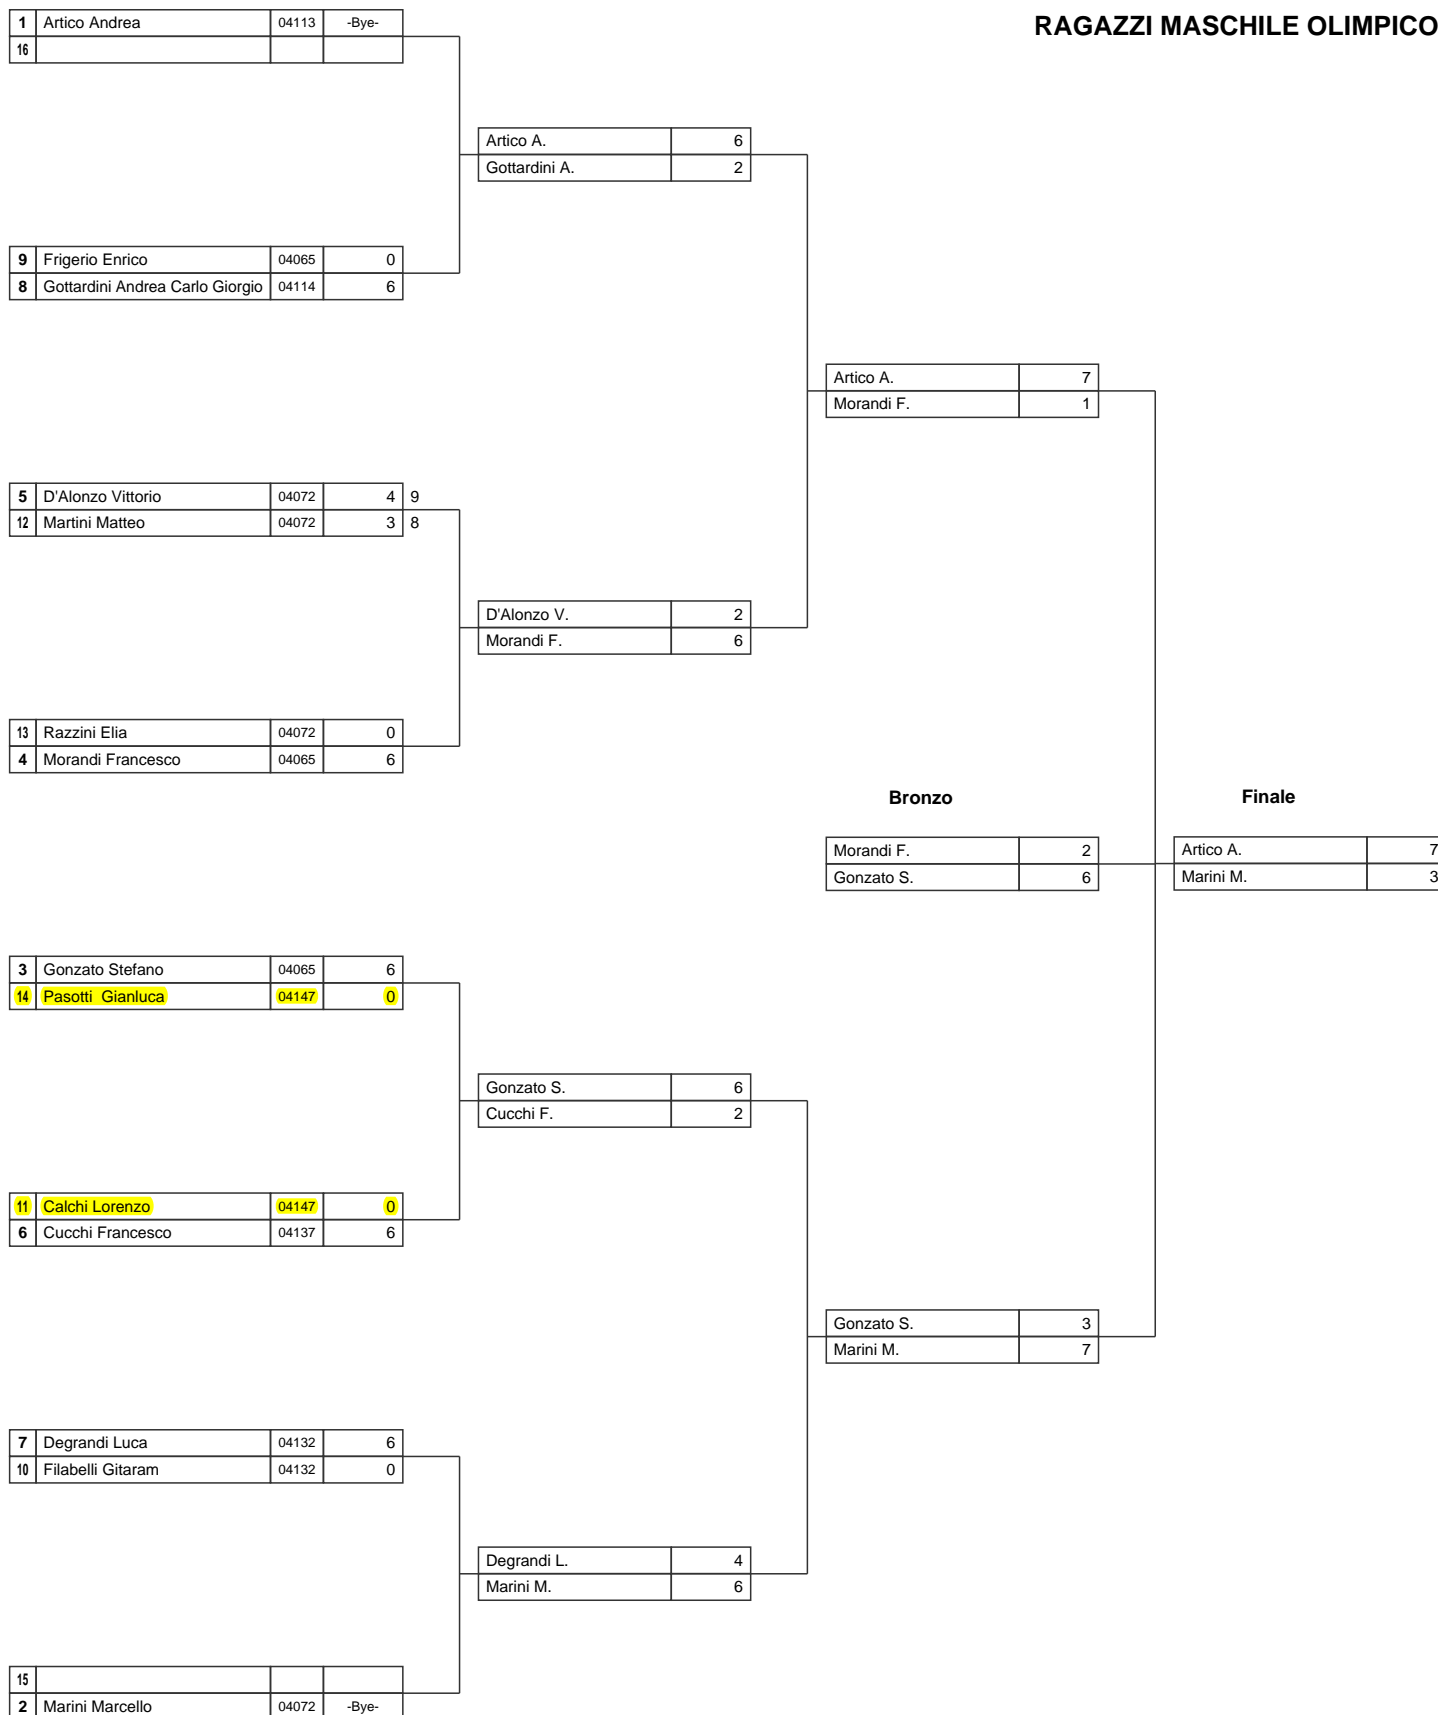 RAGAZZI MASCHILE OLIMPICO
1 Artico Andrea 04113 -Bye-
16
Artico A. 6
Gottardini A. 2
9 Frigerio Enrico 04065 0
8 Gottardini Andrea Carlo Giorgio 04114 6
Artico A. 7
Morandi F. 1
5 D'Alonzo Vittorio 04072 4 9
12 Martini Matteo 04072 3 8
D'Alonzo V. 2
Morandi F. 6
13 Razzini Elia 04072 0
4 Morandi Francesco 04065 6
Bronzo Finale
Morandi F. 2 Artico A. 7
Gonzato S. 6 Marini M. 3
3 Gonzato Stefano 04065 6
14 Pasotti Gianluca 04147 0
Gonzato S. 6
Cucchi F. 2
11 Calchi Lorenzo 04147 0
6 Cucchi Francesco 04137 6
Gonzato S. 3
Marini M. 7
7 Degrandi Luca 04132 6
10 Filabelli Gitaram 04132 0
Degrandi L. 4
Marini M. 6
15
2 Marini Marcello 04072 -Bye-